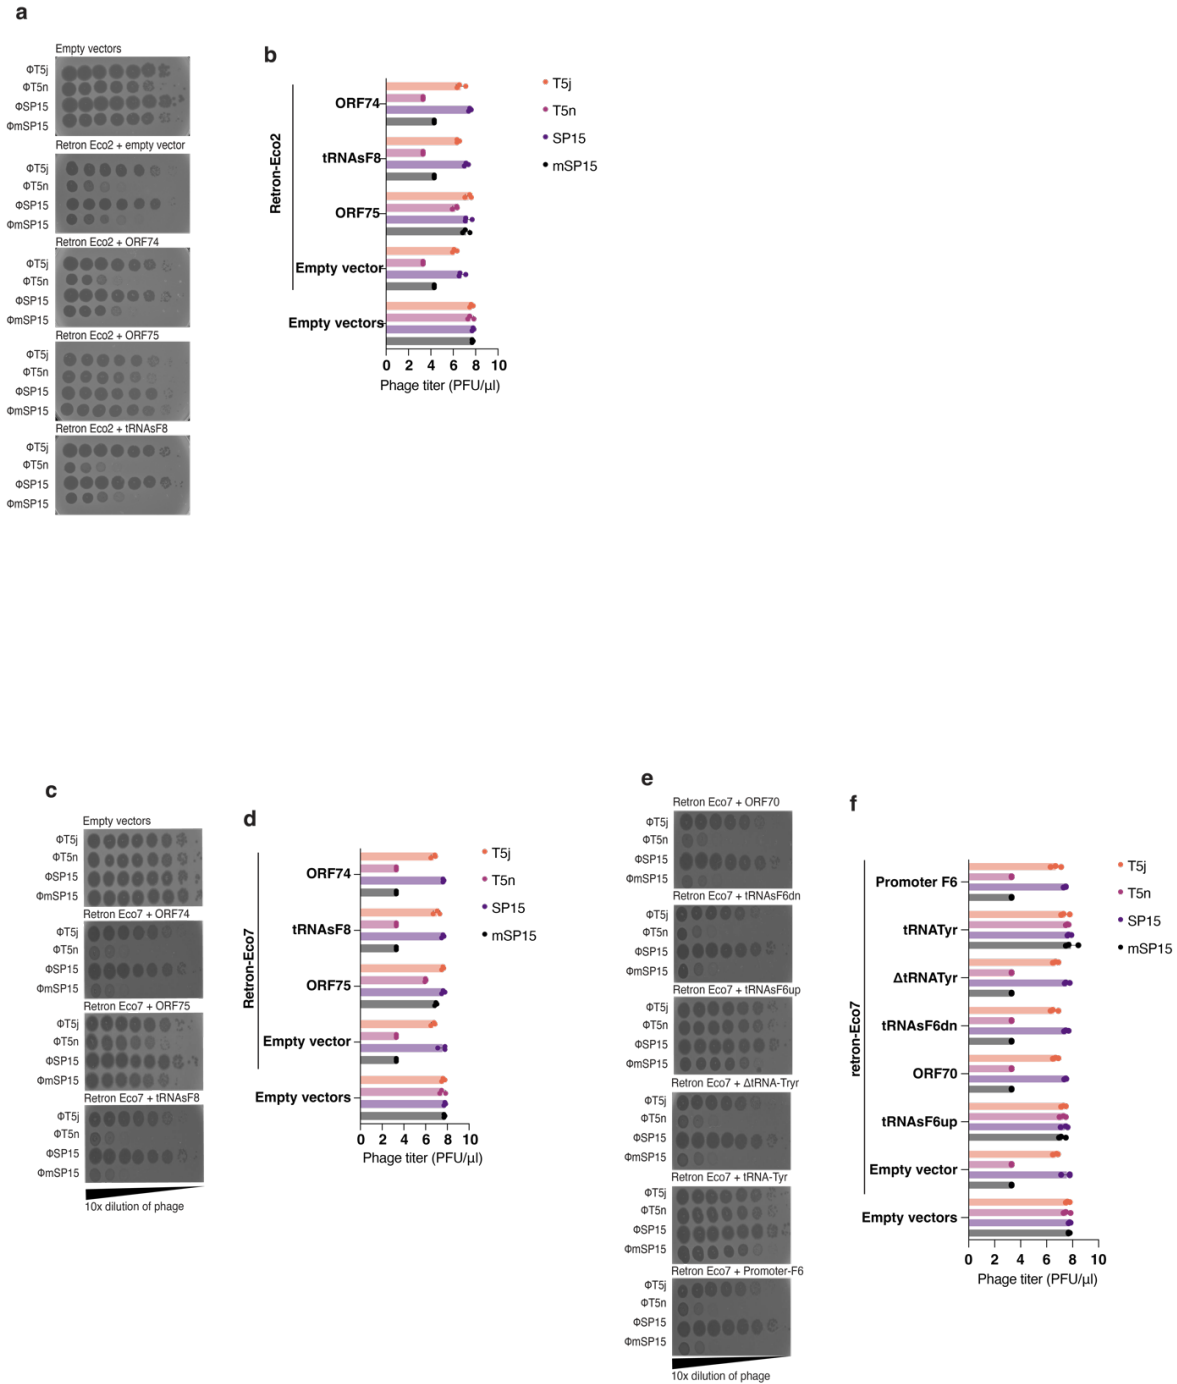 a
Empty vectors
ΦT5j
ΦT5n
ΦSP15
ΦmSP15
Retron Eco2 + empty vector
ΦT5j
ΦT5n
ΦSP15
ΦmSP15
Retron Eco2 + ORF74
ΦT5j
ΦT5n
ΦSP15
ΦmSP15
Retron Eco2 + ORF75
ΦT5j
ΦT5n
ΦSP15
ΦmSP15
Retron Eco2 + tRNAsF8
ΦT5j
ΦT5n
ΦSP15
ΦmSP15
b
Retron-Eco2
ORF74
tRNAsF8
ORF75
Empty vector
Empty vectors
0 2 4 6 8 10
Phage titer (PFU/µl)
T5j
T5n
SP15
mSP15
c
Empty vectors
ΦT5j
ΦT5n
ΦSP15
ΦmSP15
Retron Eco7 + ORF74
ΦT5j
ΦT5n
ΦSP15
ΦmSP15
Retron Eco7 + ORF75
ΦT5j
ΦT5n
ΦSP15
ΦmSP15
Retron Eco7 + tRNAsF8
ΦT5j
ΦT5n
ΦSP15
ΦmSP15
10x dilution of phage
d
Retron-Eco7
ORF74
tRNAsF8
ORF75
Empty vector
Empty vectors
0 2 4 6 8 10
Phage titer (PFU/µl)
T5j
T5n
SP15
mSP15
e
Retron Eco7 + ORF70
ΦT5j
ΦT5n
ΦSP15
ΦmSP15
Retron Eco7 + tRNAsF6dn
ΦT5j
ΦT5n
ΦSP15
ΦmSP15
Retron Eco7 + tRNAsF6up
ΦT5j
ΦT5n
ΦSP15
ΦmSP15
Retron Eco7 + ΔtRNA-Tryr
ΦT5j
ΦT5n
ΦSP15
ΦmSP15
Retron Eco7 + tRNA-Tyr
ΦT5j
ΦT5n
ΦSP15
ΦmSP15
Retron Eco7 + Promoter-F6
ΦT5j
ΦT5n
ΦSP15
ΦmSP15
10x dilution of phage
f
retron-Eco7
Promoter F6
tRNATyr
ΔtRNATyr
tRNAsF6dn
ORF70
tRNAsF6up
Empty vector
Empty vectors
0 2 4 6 8 10
Phage titer (PFU/µl)
T5j
T5n
SP15
mSP15